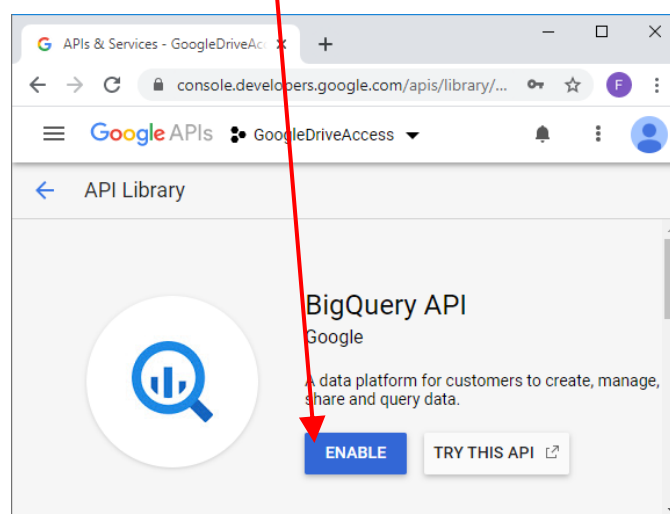 G APIs & Services - GoogleDriveAc
console.developers.google.com/apis/library/... F
Google APIs GoogleDriveAccess
API Library
BigQuery API
Google
A data platform for customers to create, manage,
share and query data.
ENABLE TRY THIS API